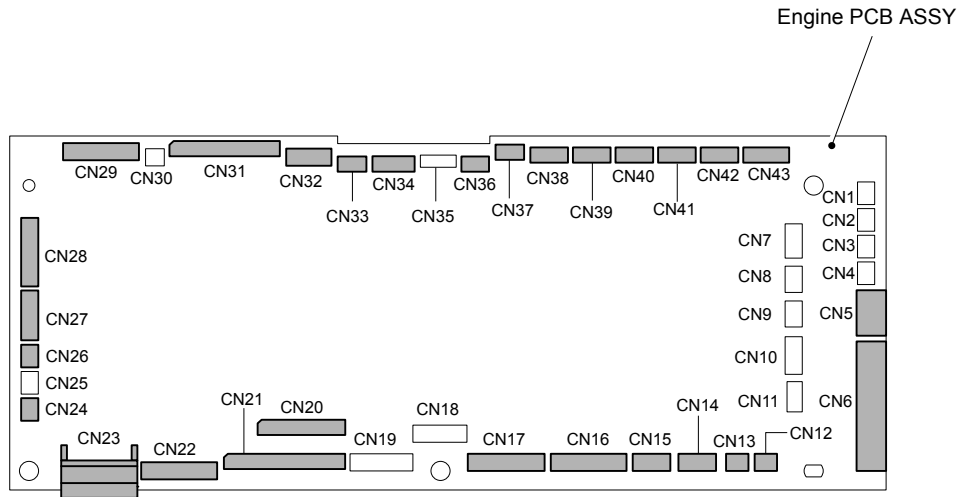 Engine PCB ASSY
CN29
CN30
CN31
CN32
CN33
CN34
CN35
CN36
CN37
CN38
CN39
CN40
CN41
CN42
CN43
CN1
CN2
CN3
CN4
CN5
CN6
CN7
CN8
CN9
CN10
CN11
CN28
CN27
CN26
CN25
CN24
CN23
CN22
CN21
CN20
CN19
CN18
CN17
CN16
CN15
CN14
CN13
CN12